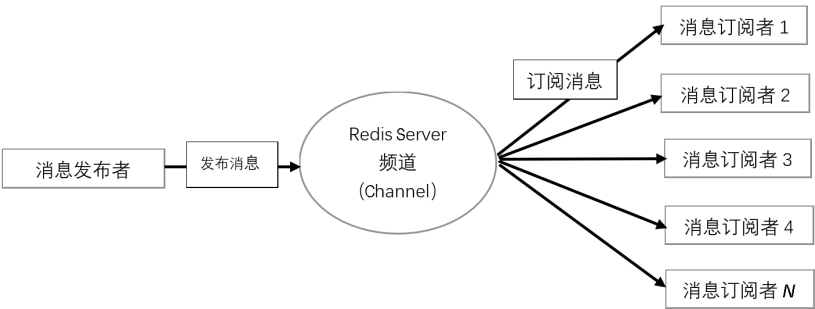 消息发布者
发布消息
Redis Server
频道
(Channel)
订阅消息
消息订阅者 1
消息订阅者 2
消息订阅者 3
消息订阅者 4
消息订阅者 N